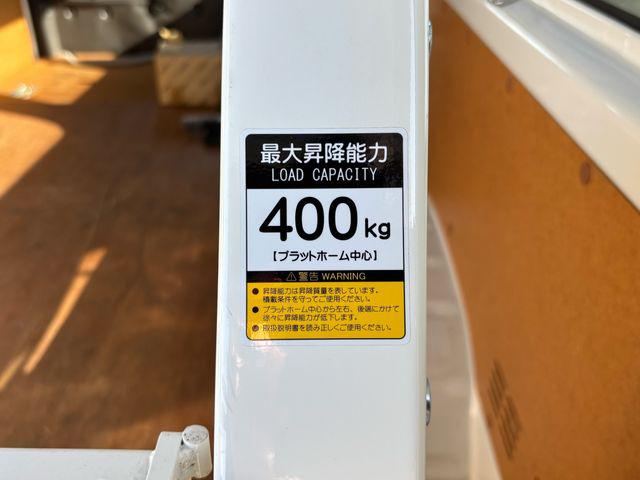 最大昇降能力
LOAD CAPACITY
400kg
【プラットホーム中心】
⚠警告 WARNING
● 昇降能力は昇降質量を表しています。
積載条件を守ってご使用ください。
● プラットホーム中心から左右、後端にかけて
徐々に昇降能力が低下します。
● 取扱説明書を読み正しくご使用ください。